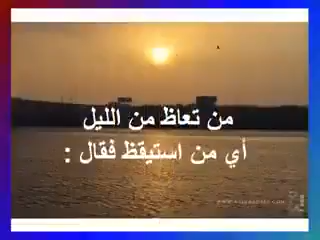 من تعاظ من الليل
أي من استيقظ فقال :